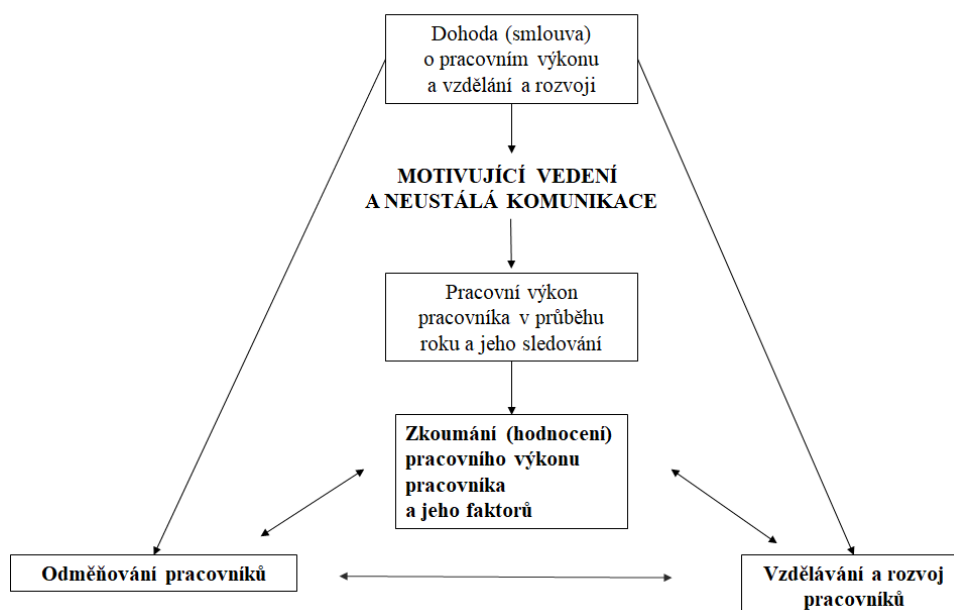 Dohoda (smlouva)
o pracovním výkonu
a vzdělání a rozvoji
MOTIVUJÍCÍ VEDENÍ
A NEUSTÁLÁ KOMUNIKACE
Pracovní výkon
pracovníka v průběhu
roku a jeho sledování
Zkoumání (hodnocení)
pracovního výkonu
pracovníka
a jeho faktorů
Odměňování pracovníků
Vzdělávání a rozvoj
pracovníků